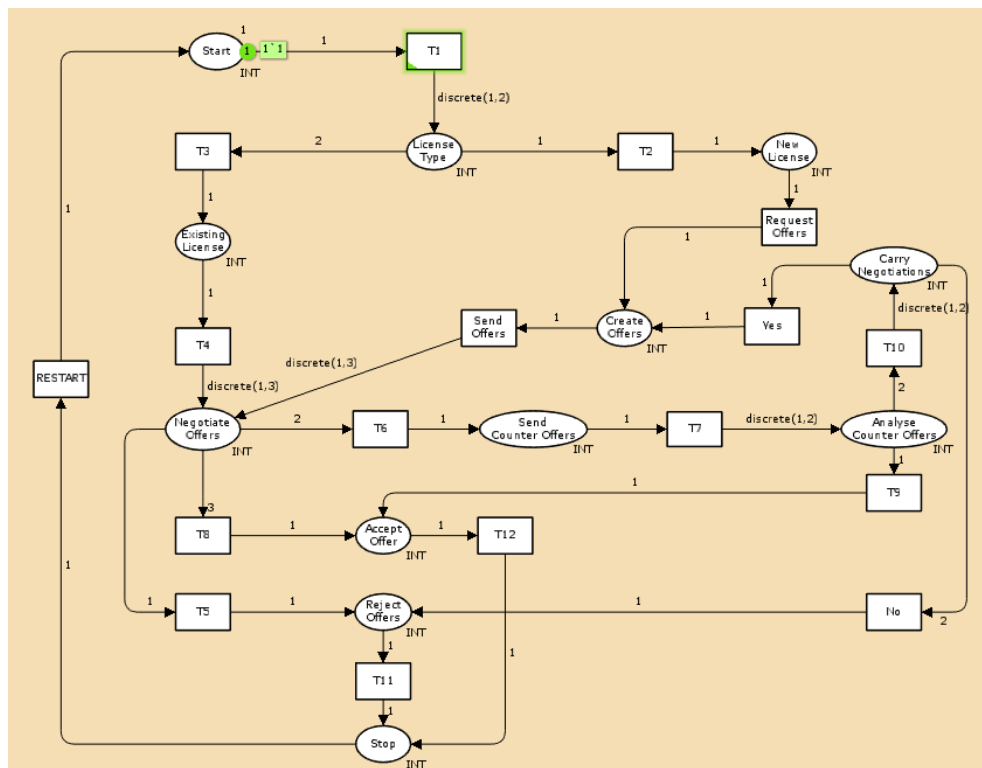 1
Start
1
1`1
1
T1
INT
discrete(1,2)
T3
2
License
Type
1
T2
1
New
License
INT
INT
1
1
1
Existing
License
INT
Request
Offers
1
Carry
Negotiations
INT
1
1
discrete(1,2)
Send
Offers
1
Create
Offers
1
Yes
INT
T4
T10
discrete(1,3)
RESTART
discrete(1,3)
2
Negotiate
Offers
2
T6
1
Send
Counter Offers
1
T7
discrete(1,2)
Analyse
Counter Offers
INT
INT
INT
1
1
T9
3
T8
1
Accept
Offer
1
T12
INT
1
1
T5
1
Reject
Offers
1
No
2
INT
1
1
T11
1
Stop
INT